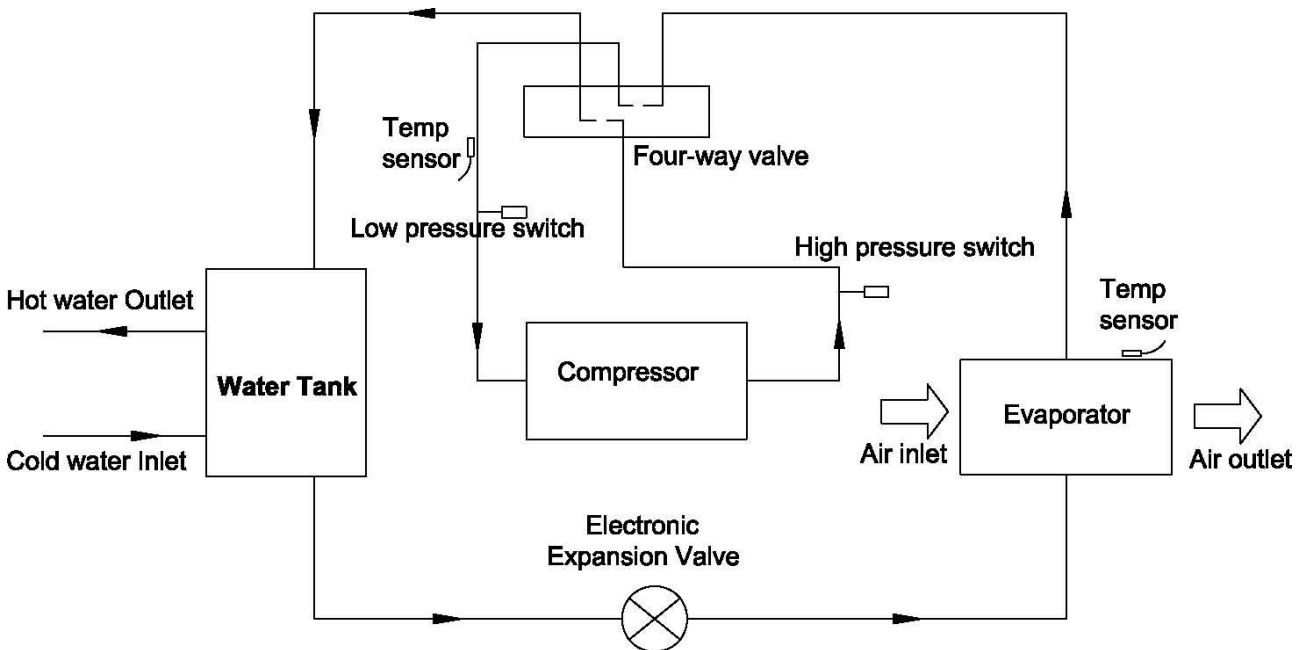 Temp
sensor
Four-way valve
Low pressure switch
High pressure switch
Hot water Outlet
Temp
sensor
Water Tank
Compressor
Evaporator
Cold water Inlet
Air inlet
Air outlet
Electronic
Expansion Valve